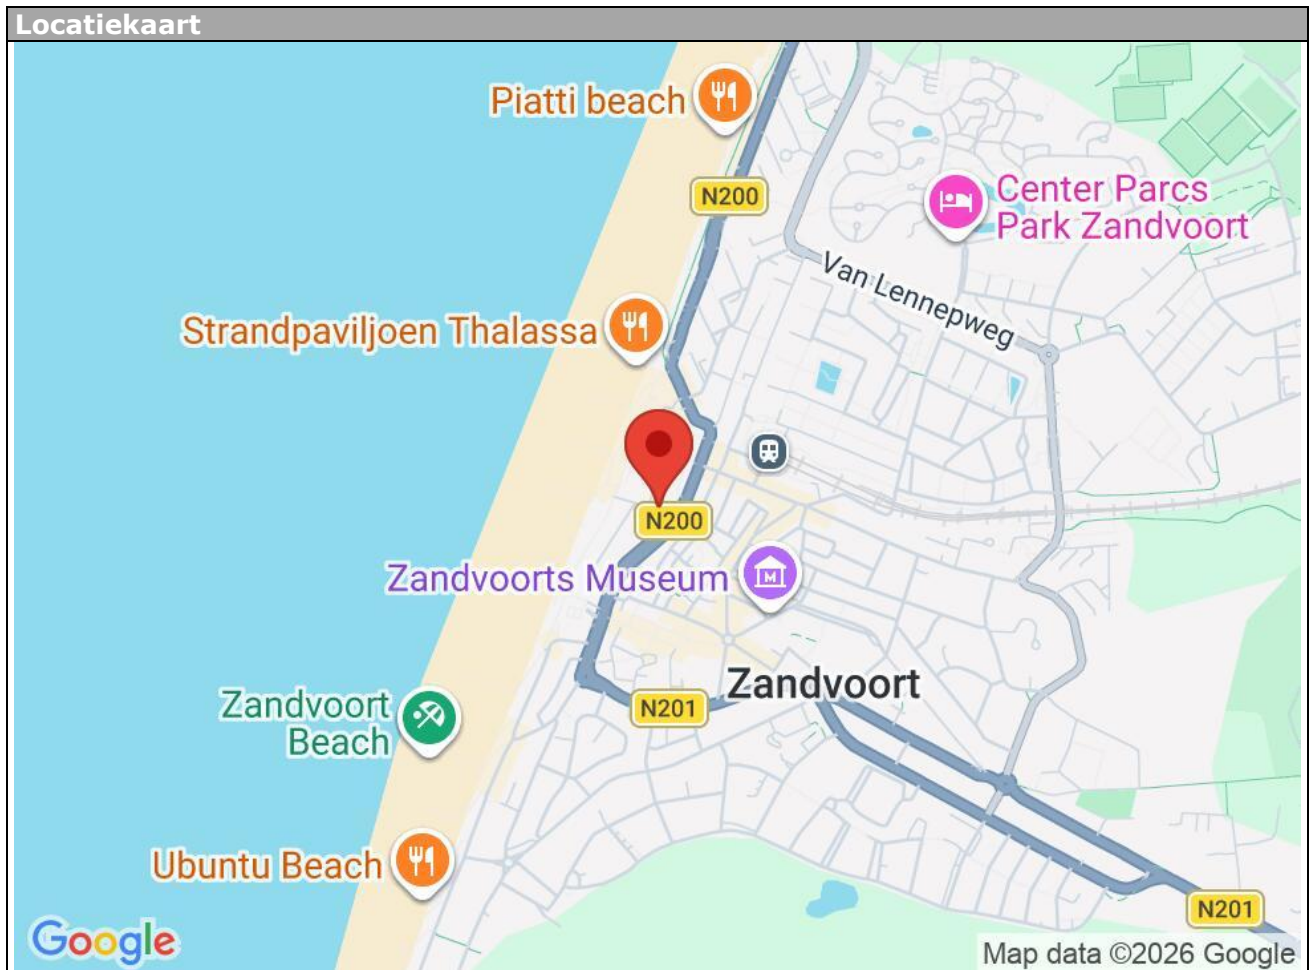 Locatiekaart
Piatti beach
N200
Center Parcs
Park Zandvoort
Van Lennepweg
Strandpaviljoen Thalassa
N200
Zandvoorts Museum
M
Zandvoort
N201
Zandvoort
Beach
Ubuntu Beach
N201
Google
Map data ©2026 Google